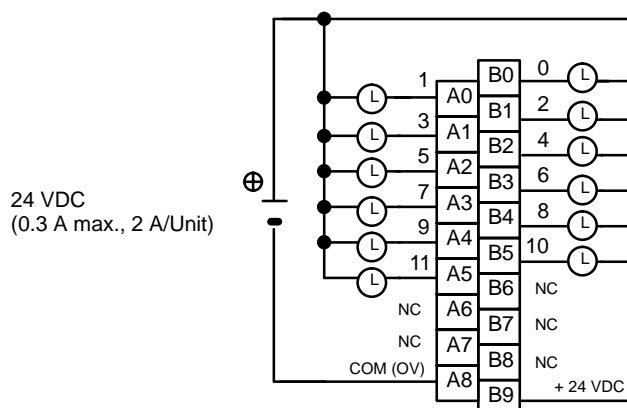 24 VDC
(0.3 A max., 2 A/Unit)
1
L
A0
B0
0
L
3
L
A1
B1
2
L
5
L
A2
B2
4
L
7
L
A3
B3
6
L
9
L
A4
B4
8
L
11
L
A5
B5
10
L
NC
A6
B6
NC
NC
A7
B7
NC
COM (OV)
A8
B8
NC
B9
+ 24 VDC